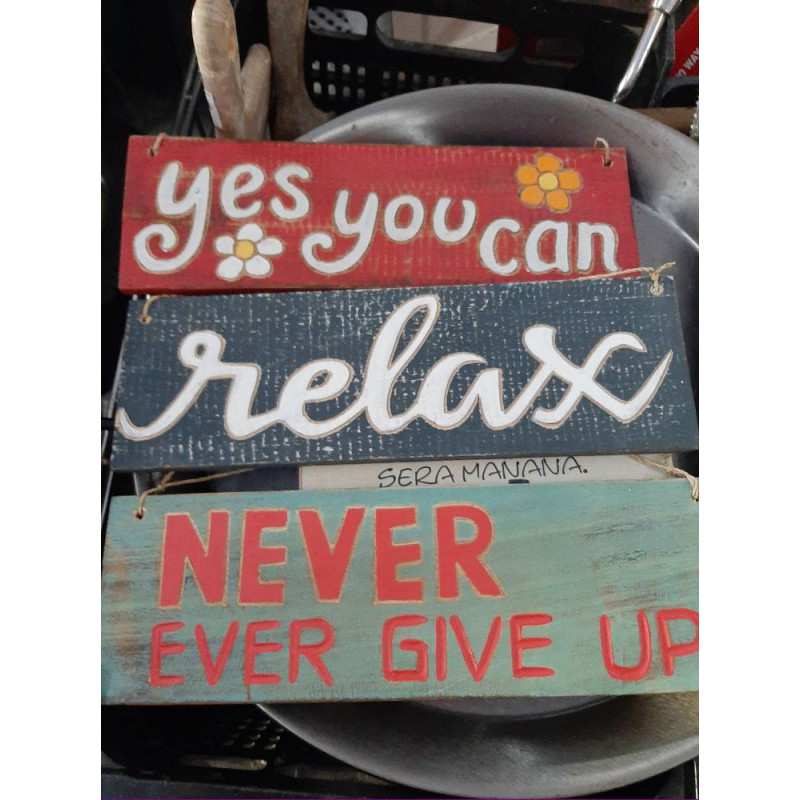 yes you can
relax
SERA MANANA.
NEVER
EVER GIVE UP